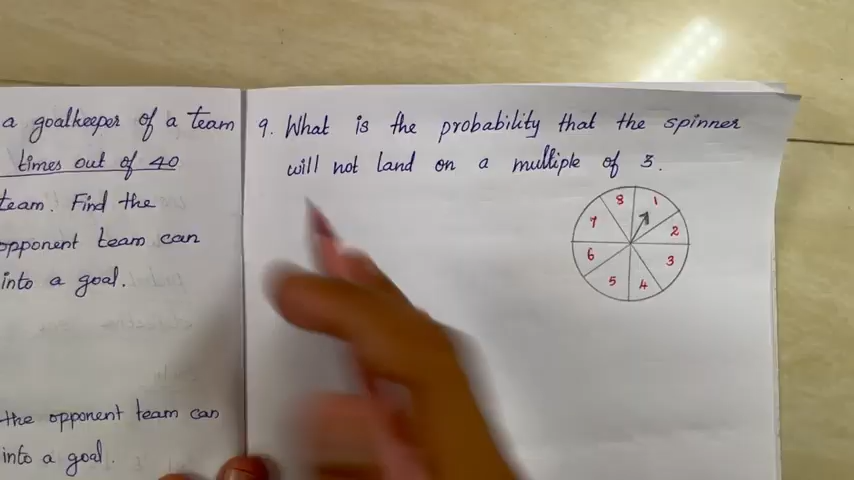 a goalkeeper of a team
times out of 40
team. Find the
opponent team can
into a goal.
the opponent team can
into a goal.
9. What is the probability that the spinner
will not land on a multiple of 3.
8 1
7 2
6 3
5 4